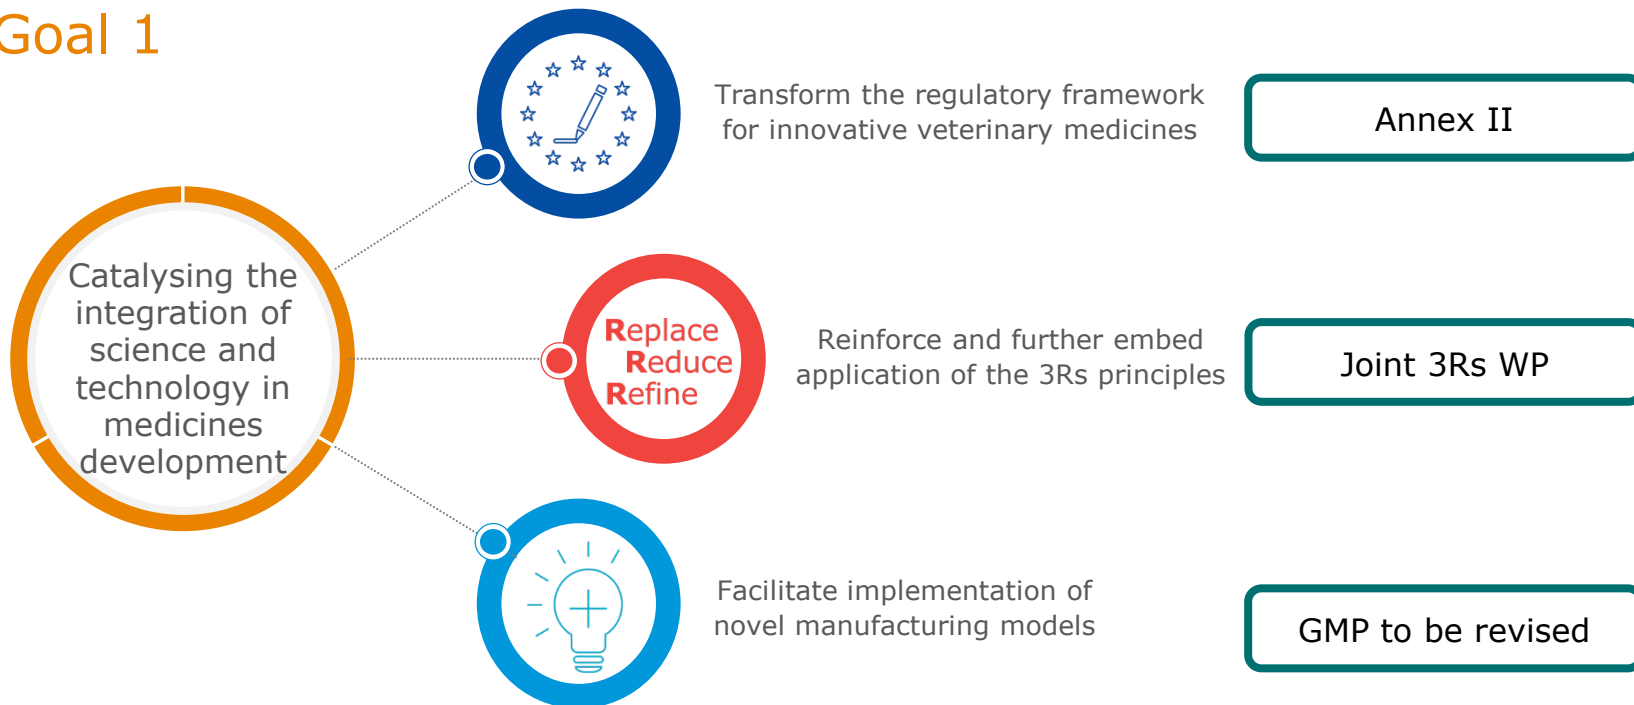 Goal 1
Transform the regulatory framework
for innovative veterinary medicines
Annex II
Catalysing the
integration of
science and
technology in
medicines
development
Replace
Reduce
Refine
Reinforce and further embed
application of the 3Rs principles
Joint 3Rs WP
Facilitate implementation of
novel manufacturing models
GMP to be revised